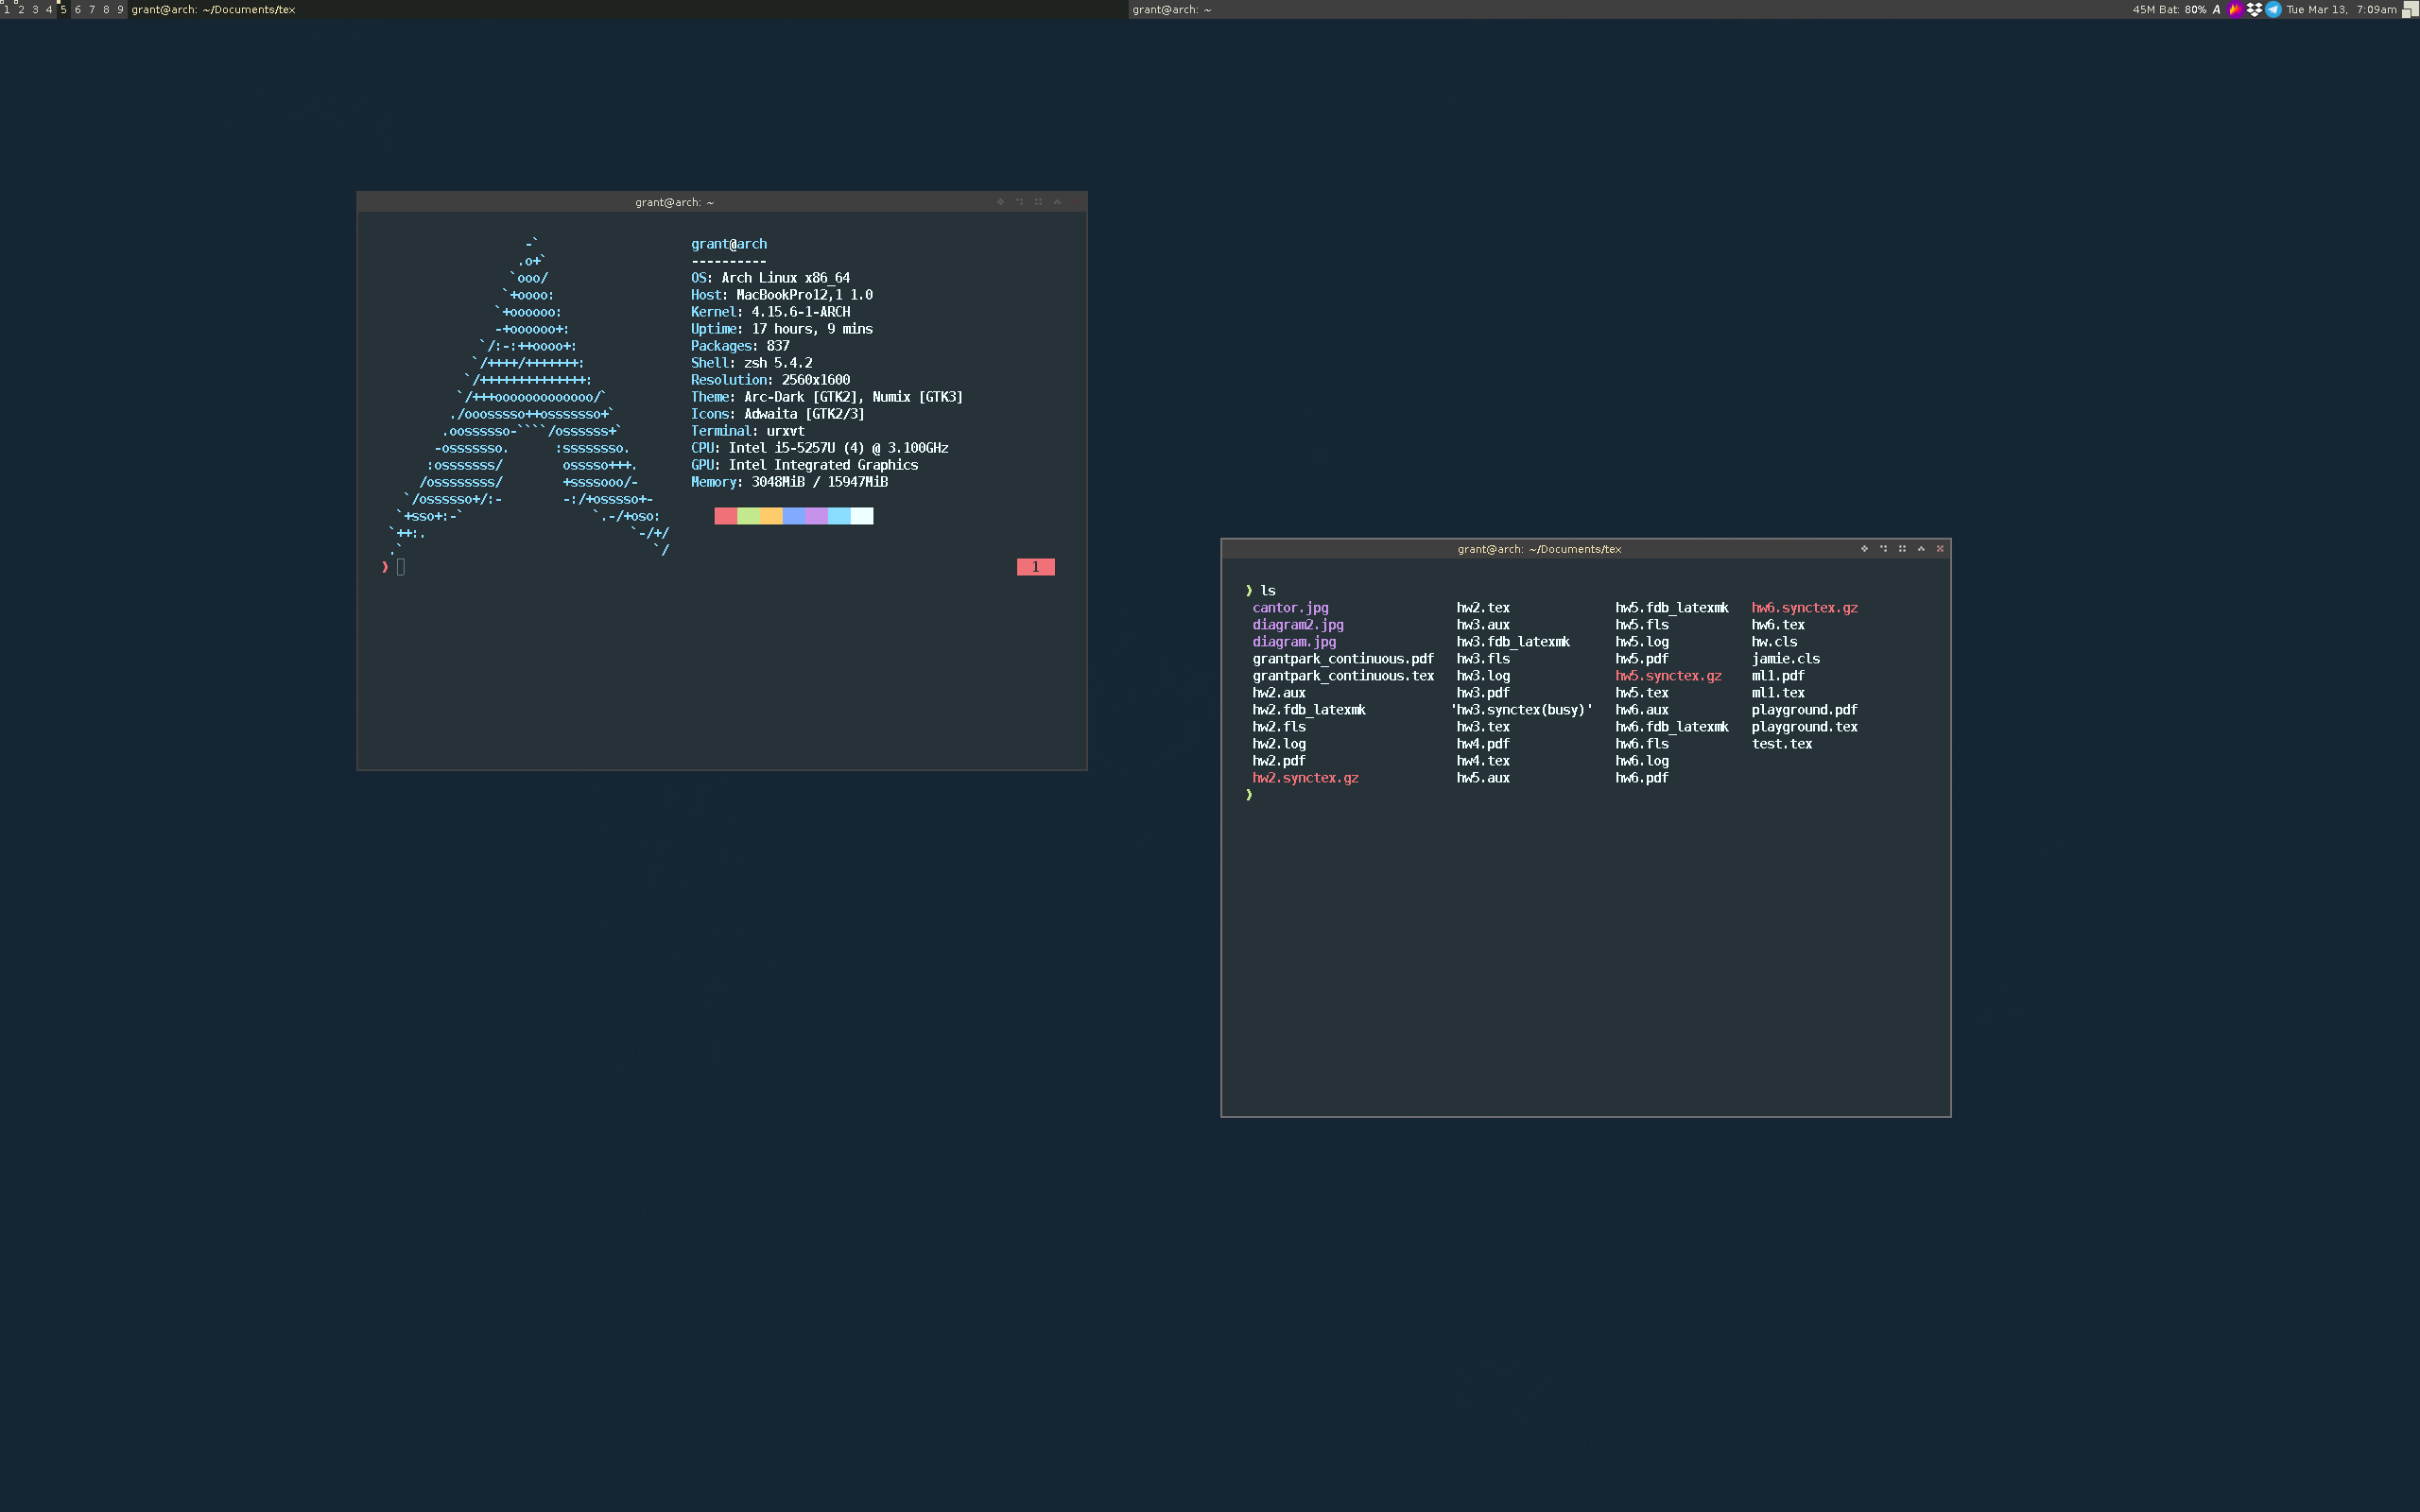 1 2 3 4 5 6 7 8 9 grant@arch: ~/Documents/tex grant@arch: ~ 45M Bat: 80% A Tue Mar 13, 7:09am
grant@arch: ~
-` grant@arch
.o+` ----------
`ooo/ OS: Arch Linux x86_64
`+oooo: Host: MacBookPro12,1 1.0
`+oooooo: Kernel: 4.15.6-1-ARCH
-+oooooo+: Uptime: 17 hours, 9 mins
`/:-:++oooo+: Packages: 837
`/++++/+++++++: Shell: zsh 5.4.2
`/++++++++++++++: Resolution: 2560x1600
`/+++ooooooooooooo/` Theme: Arc-Dark [GTK2], Numix [GTK3]
./ooosssso++osssssso+` Icons: Adwaita [GTK2/3]
.oossssso-````/ossssss+` Terminal: urxvt
-osssssso. :ssssssso. CPU: Intel i5-5257U (4) @ 3.100GHz
:osssssss/ osssso+++. GPU: Intel Integrated Graphics
/ossssssss/ +ssssooo/- Memory: 3048MiB / 15947MiB
`/ossssso+/:- -:/+osssso+-
`+sso+:-` `.-/+oso:
`++:. `-/+/
.` `/
❯ 1
grant@arch: ~/Documents/tex
❯ ls
cantor.jpg hw2.tex hw5.fdb_latexmk hw6.synctex.gz
diagram2.jpg hw3.aux hw5.fls hw6.tex
diagram.jpg hw3.fdb_latexmk hw5.log hw.cls
grantpark_continuous.pdf hw3.fls hw5.pdf jamie.cls
grantpark_continuous.tex hw3.log hw5.synctex.gz ml1.pdf
hw2.aux hw3.pdf hw5.tex ml1.tex
hw2.fdb_latexmk 'hw3.synctex(busy)' hw6.aux playground.pdf
hw2.fls hw3.tex hw6.fdb_latexmk playground.tex
hw2.log hw4.pdf hw6.fls test.tex
hw2.pdf hw4.tex hw6.log
hw2.synctex.gz hw5.aux hw6.pdf
❯